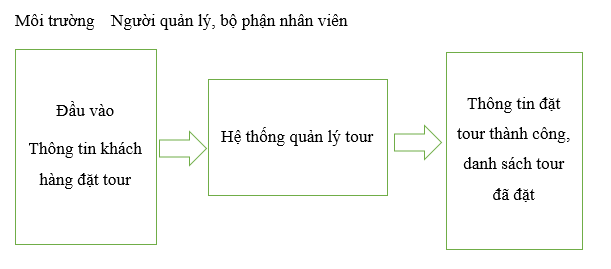 Môi trường Người quản lý, bộ phận nhân viên
Đầu vào
Thông tin khách
hàng đặt tour
Hệ thống quản lý tour
Thông tin đặt
tour thành công,
danh sách tour
đã đặt